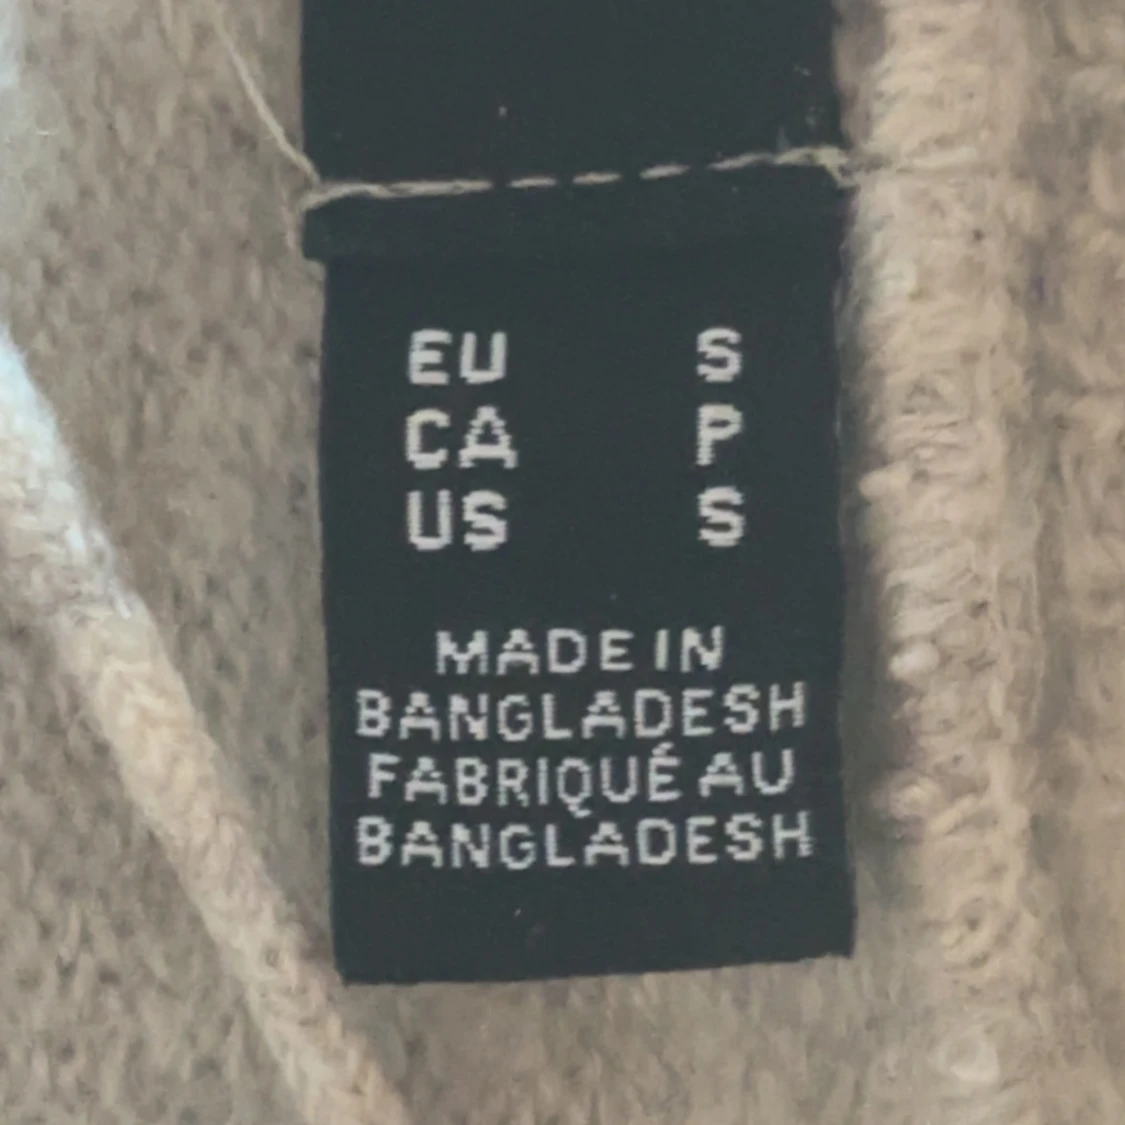 EU S
CA P
US S
MADE IN
BANGLADESH
FABRIQUÉ AU
BANGLADESH